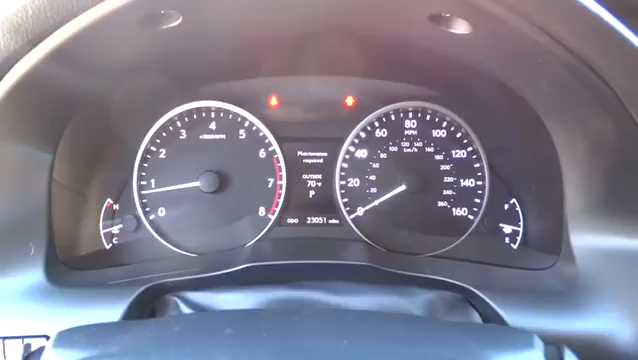 0 1 2 3 4 5 6 7 8
x1000r/min
H
C
Maintenance
required
OUTSIDE
70°F
P
ODO 23051 miles
0 20 40 60 80 100 120 140 160
MPH
20 40 60 80 100 120 140 160 180 200 220 240 260
km/h
F
E